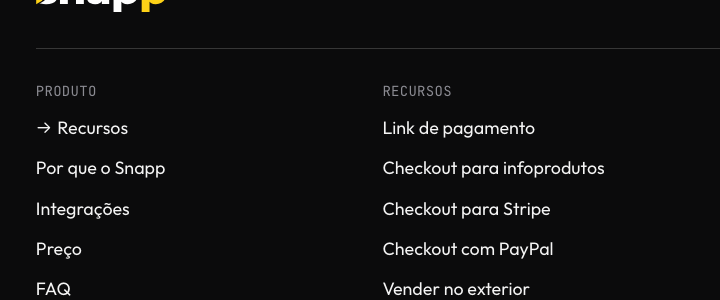 Snapp
PRODUTO
→ Recursos
Por que o Snapp
Integrações
Preço
FAQ
RECURSOS
Link de pagamento
Checkout para infoprodutos
Checkout para Stripe
Checkout com PayPal
Vender no exterior